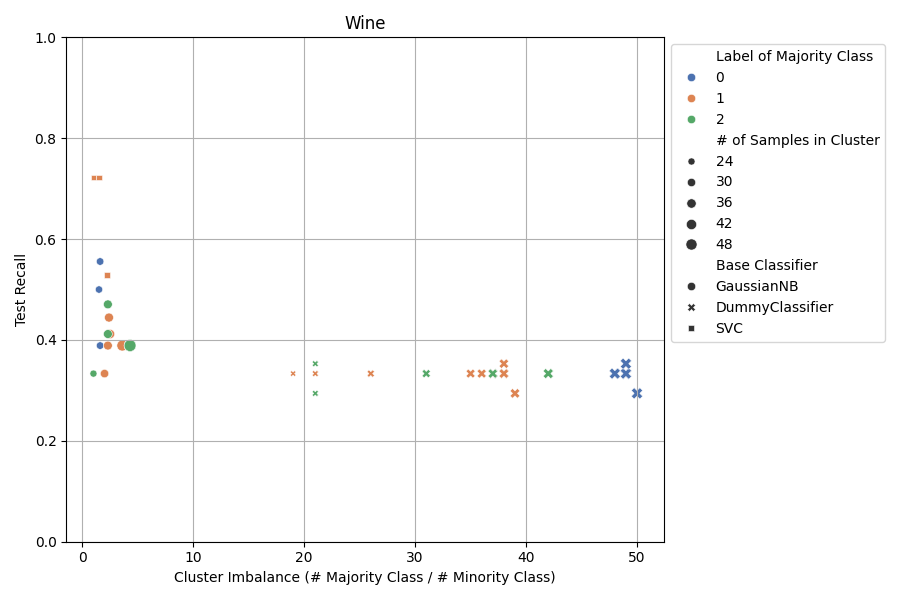 Wine
1.0
0.8
0.6
0.4
0.2
0.0
Test Recall
0 10 20 30 40 50
Cluster Imbalance (# Majority Class / # Minority Class)
Label of Majority Class
0
1
2
# of Samples in Cluster
24
30
36
42
48
Base Classifier
GaussianNB
DummyClassifier
SVC